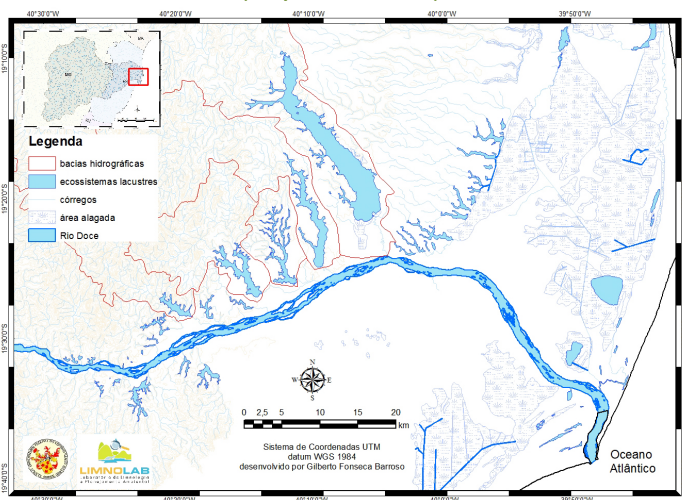 40°30'0"W 40°20'0"W 40°10'0"W 40°0'0"W 39°50'0"W
19°10'0"S
19°20'0"S
19°30'0"S
19°40'0"S
MG
Legenda
bacias hidrográficas
ecossistemas lacustres
córregos
área alagada
Rio Doce
N
W E
S
0 2,5 5 10 15 20
km
Sistema de Coordenadas UTM
datum WGS 1984
desenvolvido por Gilberto Fonseca Barroso
LIMNOLAB
Oceano
Atlântico